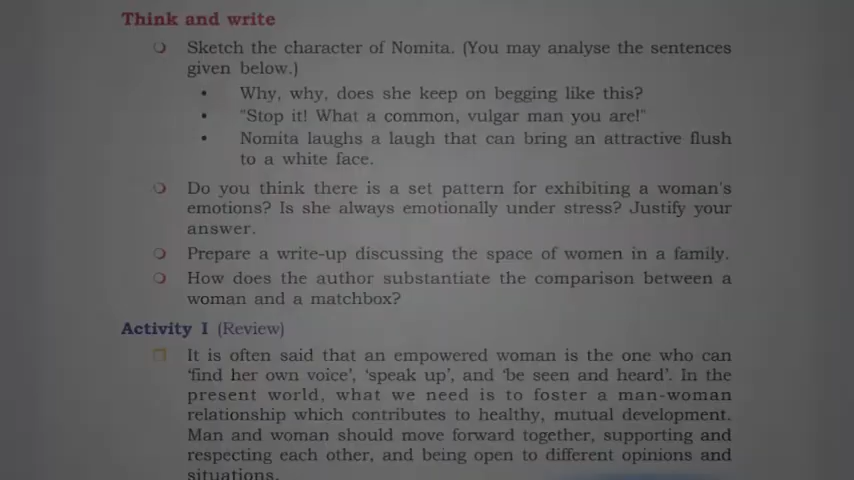 Think and write
❍ Sketch the character of Nomita. (You may analyse the sentences
given below.)
• Why, why, does she keep on begging like this?
• "Stop it! What a common, vulgar man you are!"
• Nomita laughs a laugh that can bring an attractive flush
to a white face.
❍ Do you think there is a set pattern for exhibiting a woman's
emotions? Is she always emotionally under stress? Justify your
answer.
❍ Prepare a write-up discussing the space of women in a family.
❍ How does the author substantiate the comparison between a
woman and a matchbox?
Activity I (Review)
❒ It is often said that an empowered woman is the one who can
'find her own voice', 'speak up', and 'be seen and heard'. In the
present world, what we need is to foster a man-woman
relationship which contributes to healthy, mutual development.
Man and woman should move forward together, supporting and
respecting each other, and being open to different opinions and
situations.